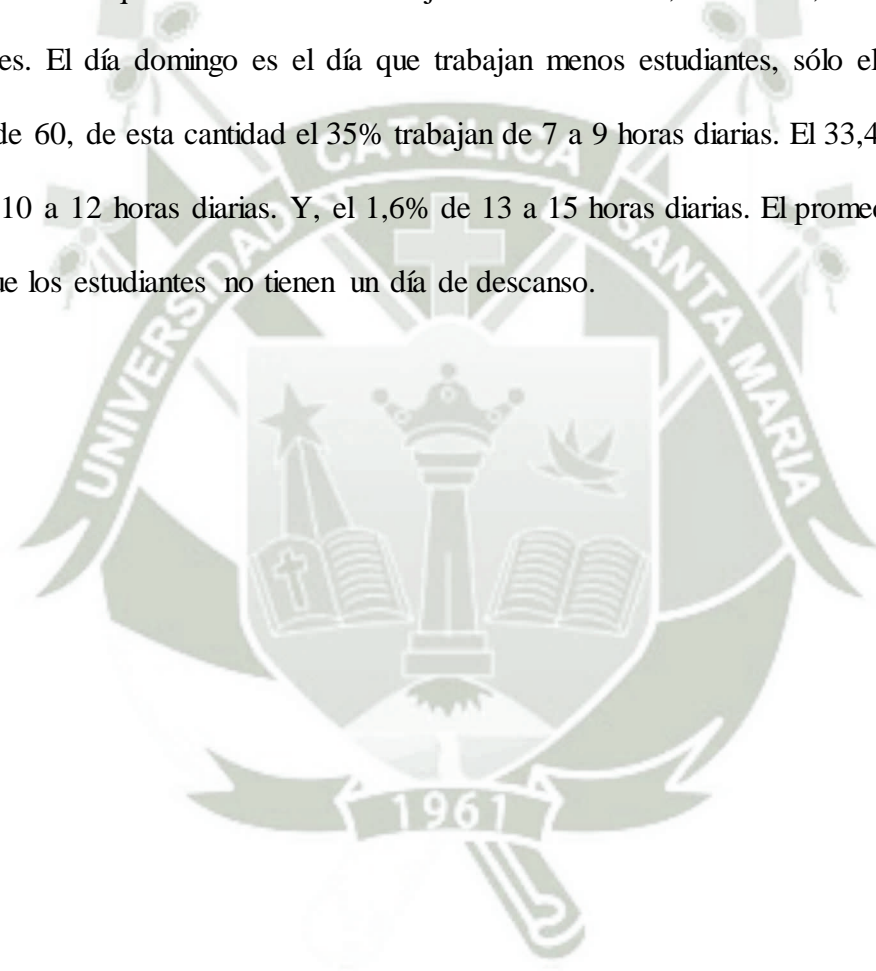 es. El día domingo es el día que trabajan menos estudiantes, sólo el
de 60, de esta cantidad el 35% trabajan de 7 a 9 horas diarias. El 33,4
10 a 12 horas diarias. Y, el 1,6% de 13 a 15 horas diarias. El prome
ue los estudiantes no tienen un día de descanso.
UNIVERSIDAD CATOLICA SANTA MARIA
1961